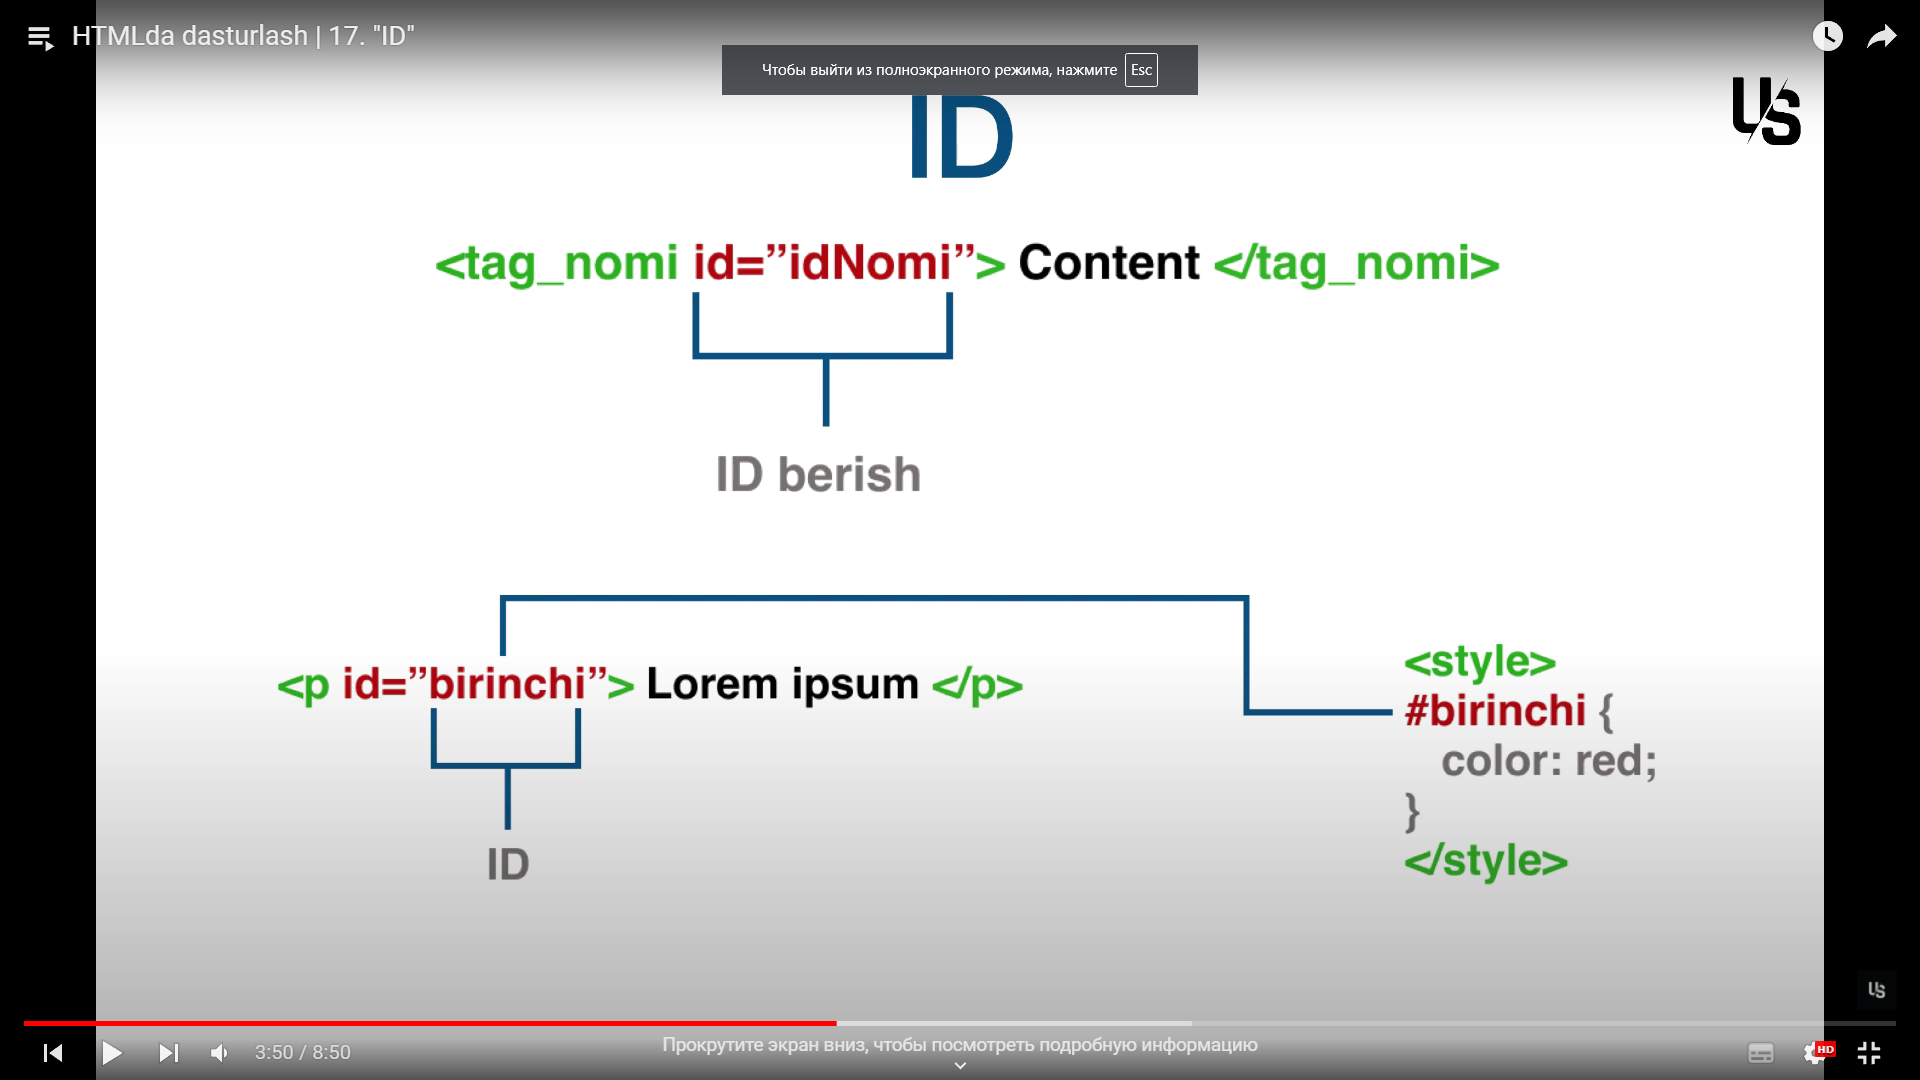 HTMLda dasturlash | 17. "ID"
Чтобы выйти из полноэкранного режима, нажмите Esc
US
ID
<tag_nomi id=”idNomi”> Content </tag_nomi>
ID berish
<p id=”birinchi”> Lorem ipsum </p>
ID
<style>
#birinchi {
color: red;
}
</style>
US
3:50 / 8:50
Прокрутите экран вниз, чтобы посмотреть подробную информацию
HD